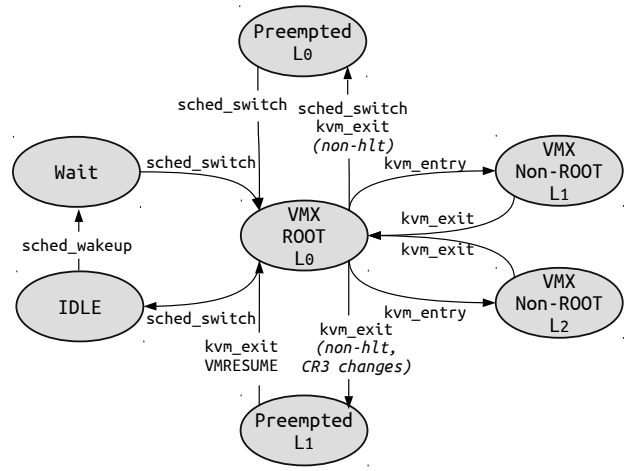 Preempted
L0
sched_switch
sched_switch
kvm_exit
(non-hlt)
Wait
sched_switch
kvm_entry
VMX
Non-ROOT
L1
VMX
ROOT
L0
kvm_exit
kvm_exit
sched_wakeup
IDLE
sched_switch
kvm_entry
VMX
Non-ROOT
L2
kvm_exit
VMRESUME
kvm_exit
(non-hlt,
CR3 changes)
Preempted
L1